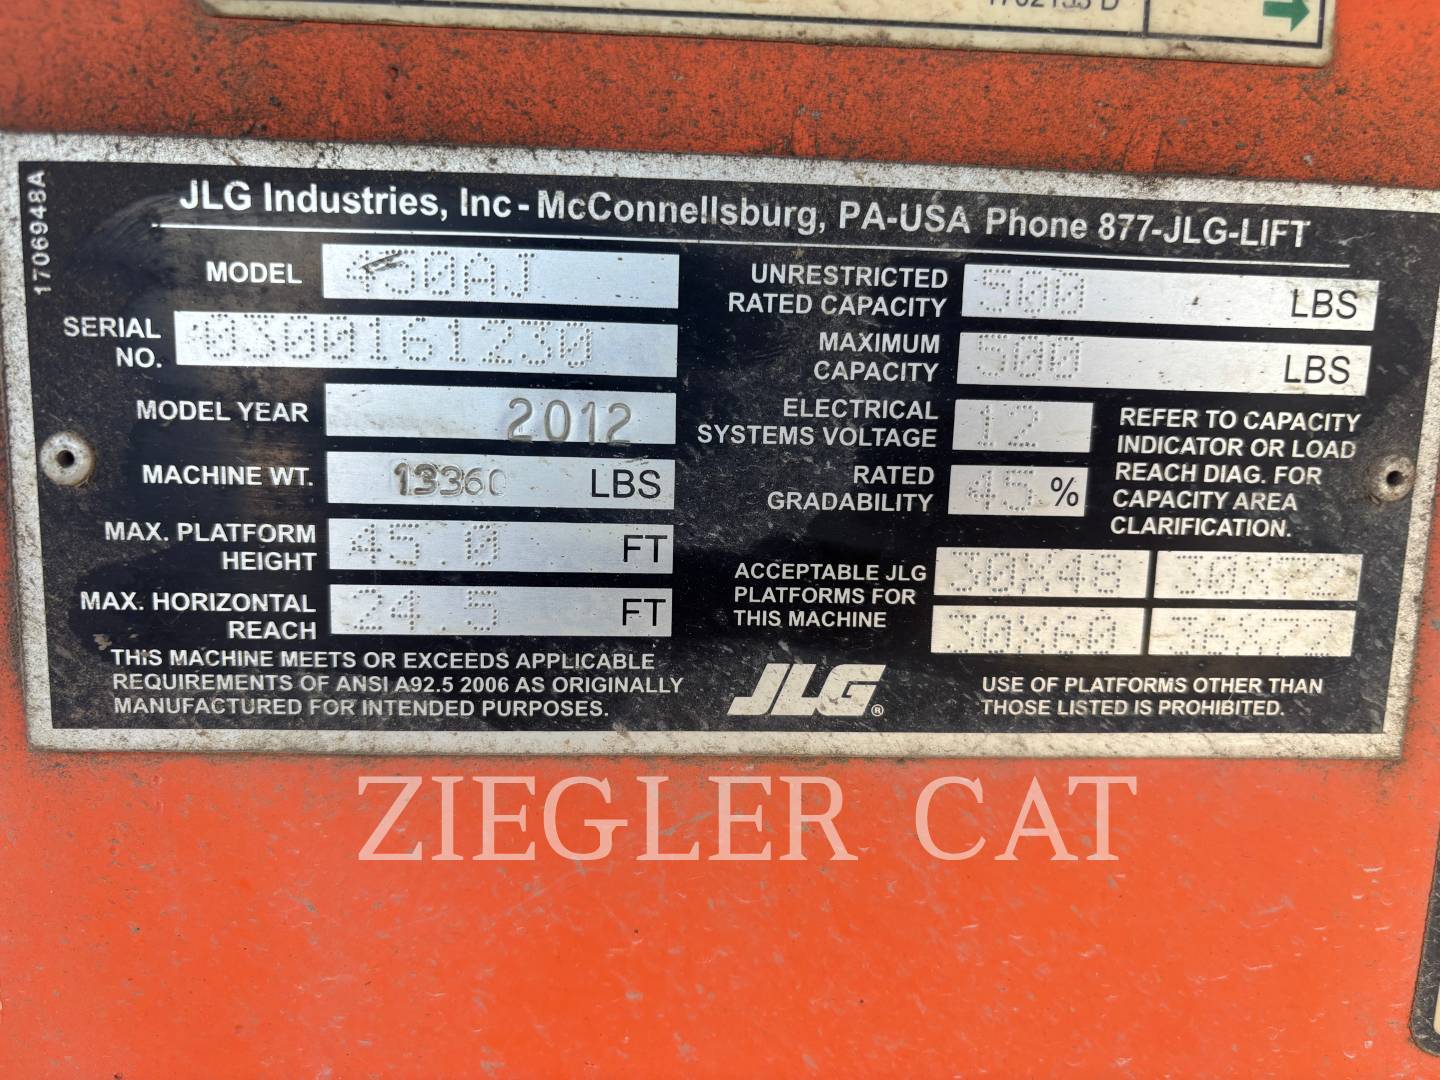 1702153 D
1706948A
JLG Industries, Inc - McConnellsburg, PA-USA Phone 877-JLG-LIFT
MODEL 450AJ
SERIAL NO. 0300161230
MODEL YEAR 2012
MACHINE WT. 13360 LBS
MAX. PLATFORM HEIGHT 45.0 FT
MAX. HORIZONTAL REACH 24.5 FT
THIS MACHINE MEETS OR EXCEEDS APPLICABLE
REQUIREMENTS OF ANSI A92.5 2006 AS ORIGINALLY
MANUFACTURED FOR INTENDED PURPOSES.
UNRESTRICTED RATED CAPACITY 500 LBS
MAXIMUM CAPACITY 500 LBS
ELECTRICAL SYSTEMS VOLTAGE 12
RATED GRADABILITY 45 %
REFER TO CAPACITY
INDICATOR OR LOAD
REACH DIAG. FOR
CAPACITY AREA
CLARIFICATION.
ACCEPTABLE JLG
PLATFORMS FOR
THIS MACHINE
30X48 30X72
30X60 36X72
JLG®
USE OF PLATFORMS OTHER THAN
THOSE LISTED IS PROHIBITED.
ZIEGLER CAT